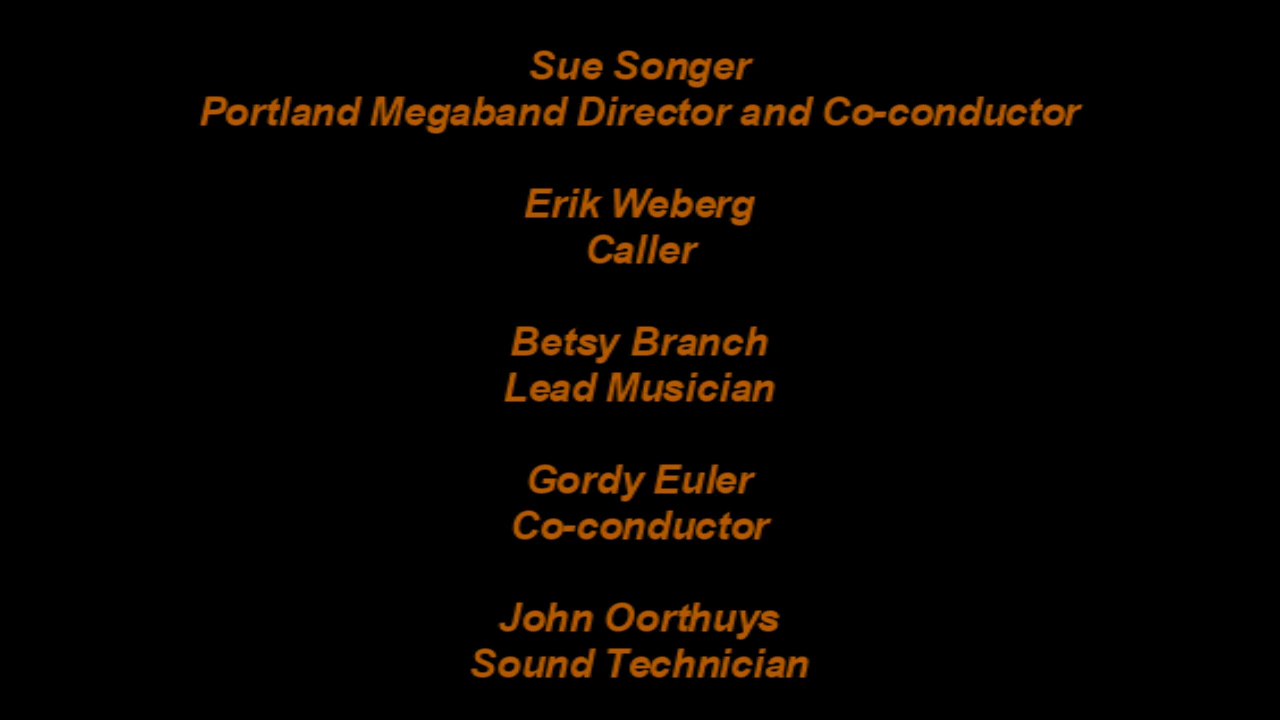 Sue Songer
Portland Megaband Director and Co-conductor
Erik Weberg
Caller
Betsy Branch
Lead Musician
Gordy Euler
Co-conductor
John Oorthuys
Sound Technician